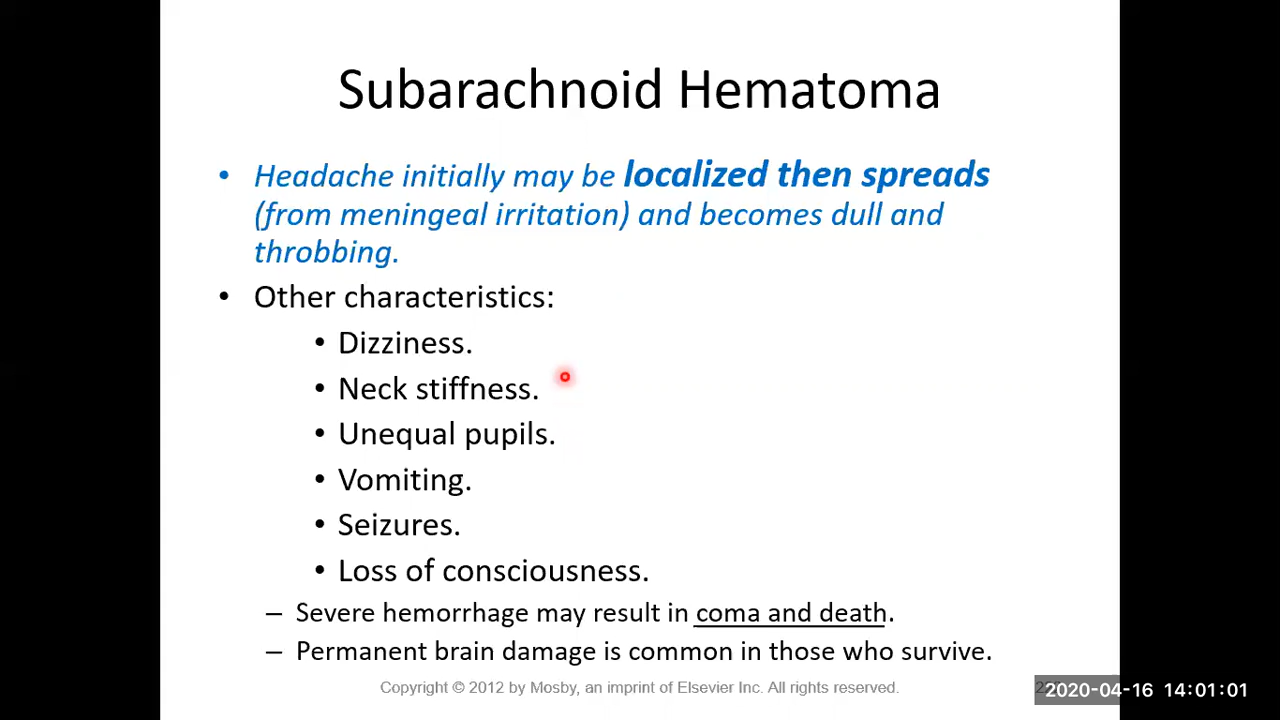 Subarachnoid Hematoma
• Headache initially may be localized then spreads
(from meningeal irritation) and becomes dull and
throbbing.
• Other characteristics:
• Dizziness.
• Neck stiffness.
• Unequal pupils.
• Vomiting.
• Seizures.
• Loss of consciousness.
– Severe hemorrhage may result in coma and death.
– Permanent brain damage is common in those who survive.
Copyright © 2012 by Mosby, an imprint of Elsevier Inc. All rights reserved.
2020-04-16 14:01:01